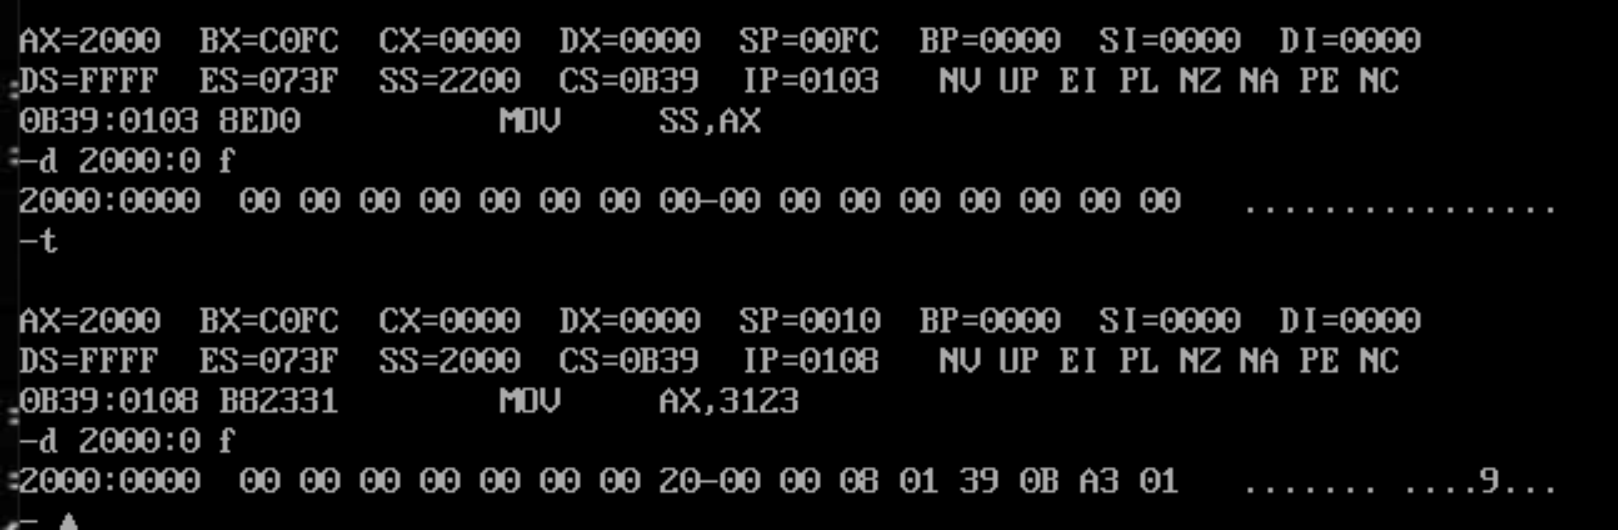 AX=2000 BX=C0FC CX=0000 DX=0000 SP=00FC BP=0000 SI=0000 DI=0000
DS=FFFF ES=073F SS=2200 CS=0B39 IP=0103 NV UP EI PL NZ NA PE NC
0B39:0103 8ED0 MOV SS,AX
-d 2000:0 f
2000:0000 00 00 00 00 00 00 00 00-00 00 00 00 00 00 00 00 ................
-t
AX=2000 BX=C0FC CX=0000 DX=0000 SP=0010 BP=0000 SI=0000 DI=0000
DS=FFFF ES=073F SS=2000 CS=0B39 IP=0108 NV UP EI PL NZ NA PE NC
0B39:0108 B82331 MOV AX,3123
-d 2000:0 f
2000:0000 00 00 00 00 00 00 00 20-00 00 08 01 39 0B A3 01 ....... ....9...
-